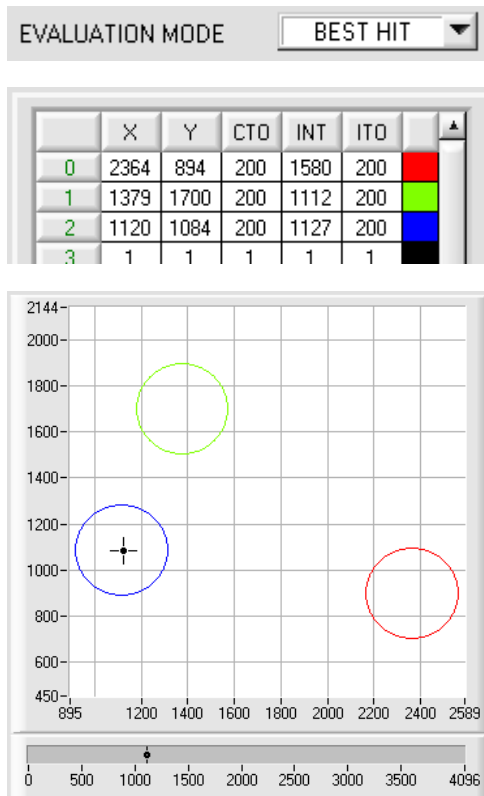 EVALUATION MODE BEST HIT
X Y CTO INT ITO
0 2364 894 200 1580 200
1 1379 1700 200 1112 200
2 1120 1084 200 1127 200
3 1 1 1 1 1
2144
2000
1800
1600
1400
1200
1000
800
600
450
895 1200 1400 1600 1800 2000 2200 2400 2589
0 500 1000 1500 2000 2500 3000 3500 4096